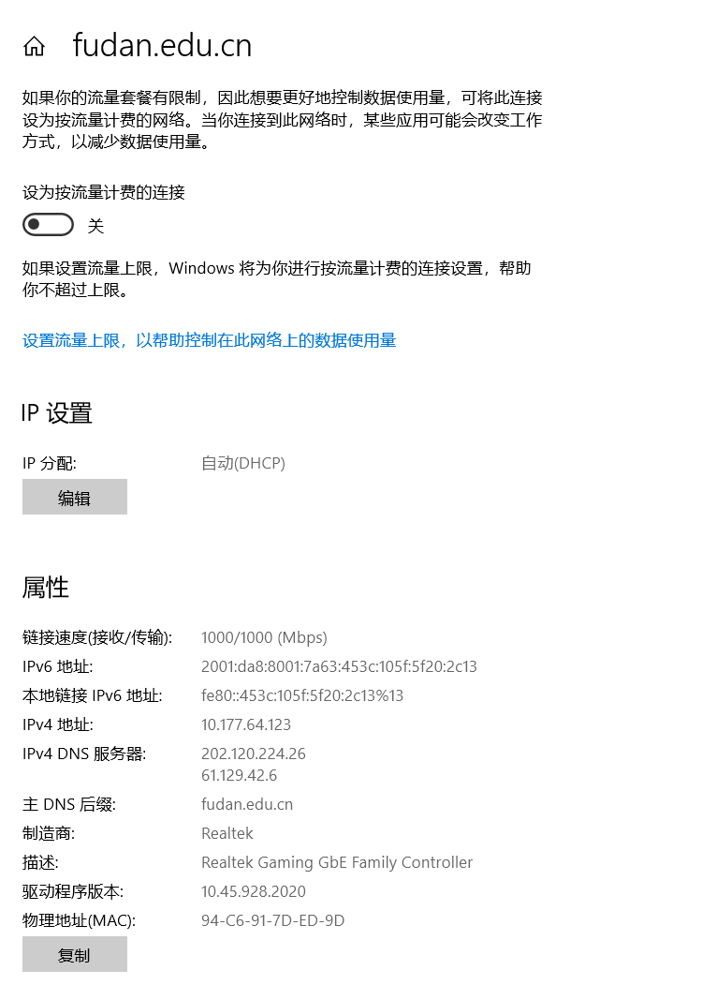 fudan.edu.cn
如果你的流量套餐有限制，因此想要更好地控制数据使用量，可将此连接
设为按流量计费的网络。当你连接到此网络时，某些应用可能会改变工作
方式，以减少数据使用量。
设为按流量计费的连接
关
如果设置流量上限，Windows 将为你进行按流量计费的连接设置，帮助
你不超过上限。
设置流量上限，以帮助控制在此网络上的数据使用量
IP 设置
IP 分配: 自动(DHCP)
编辑
属性
链接速度(接收/传输): 1000/1000 (Mbps)
IPv6 地址: 2001:da8:8001:7a63:453c:105f:5f20:2c13
本地链接 IPv6 地址: fe80::453c:105f:5f20:2c13%13
IPv4 地址: 10.177.64.123
IPv4 DNS 服务器: 202.120.224.26
61.129.42.6
主 DNS 后缀: fudan.edu.cn
制造商: Realtek
描述: Realtek Gaming GbE Family Controller
驱动程序版本: 10.45.928.2020
物理地址(MAC): 94-C6-91-7D-ED-9D
复制